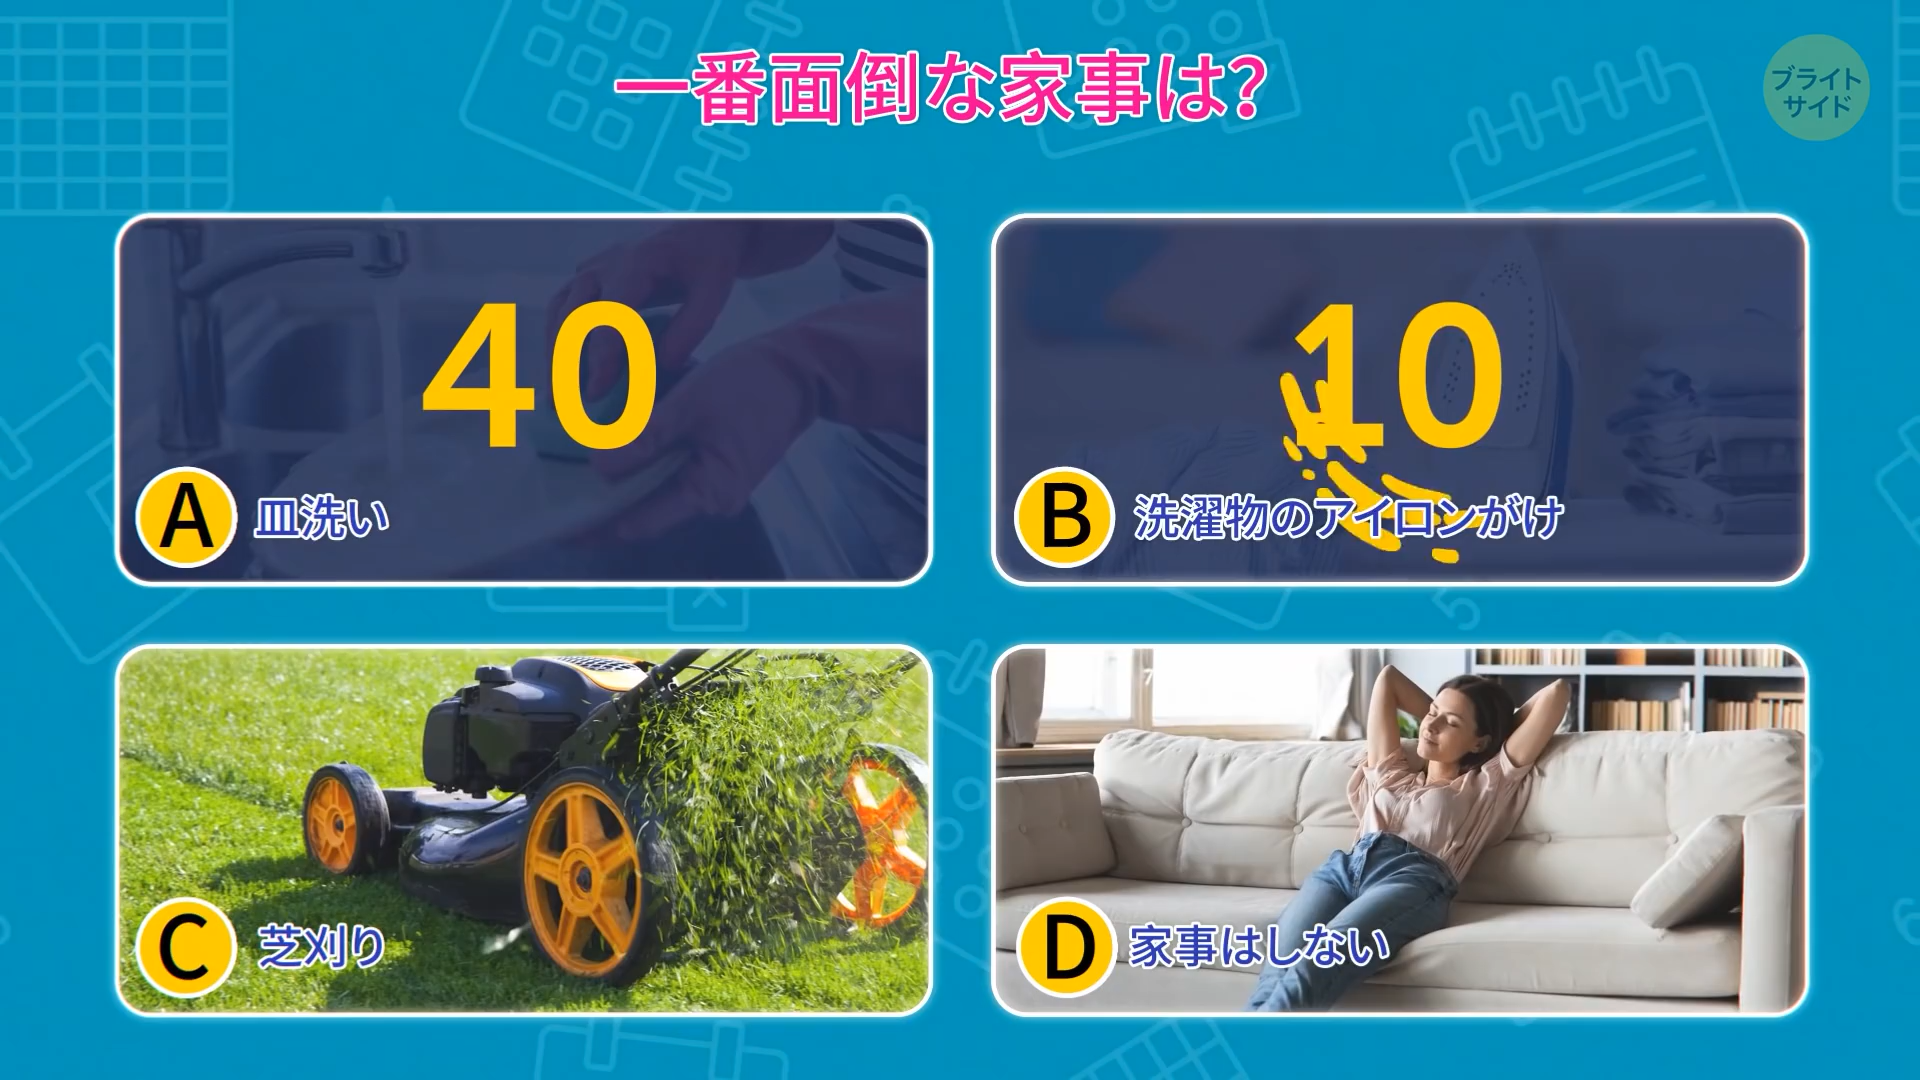 一番面倒な家事は?
ブライト
サイド
40
10
A 皿洗い
B 洗濯物のアイロンがけ
C 芝刈り
D 家事はしない